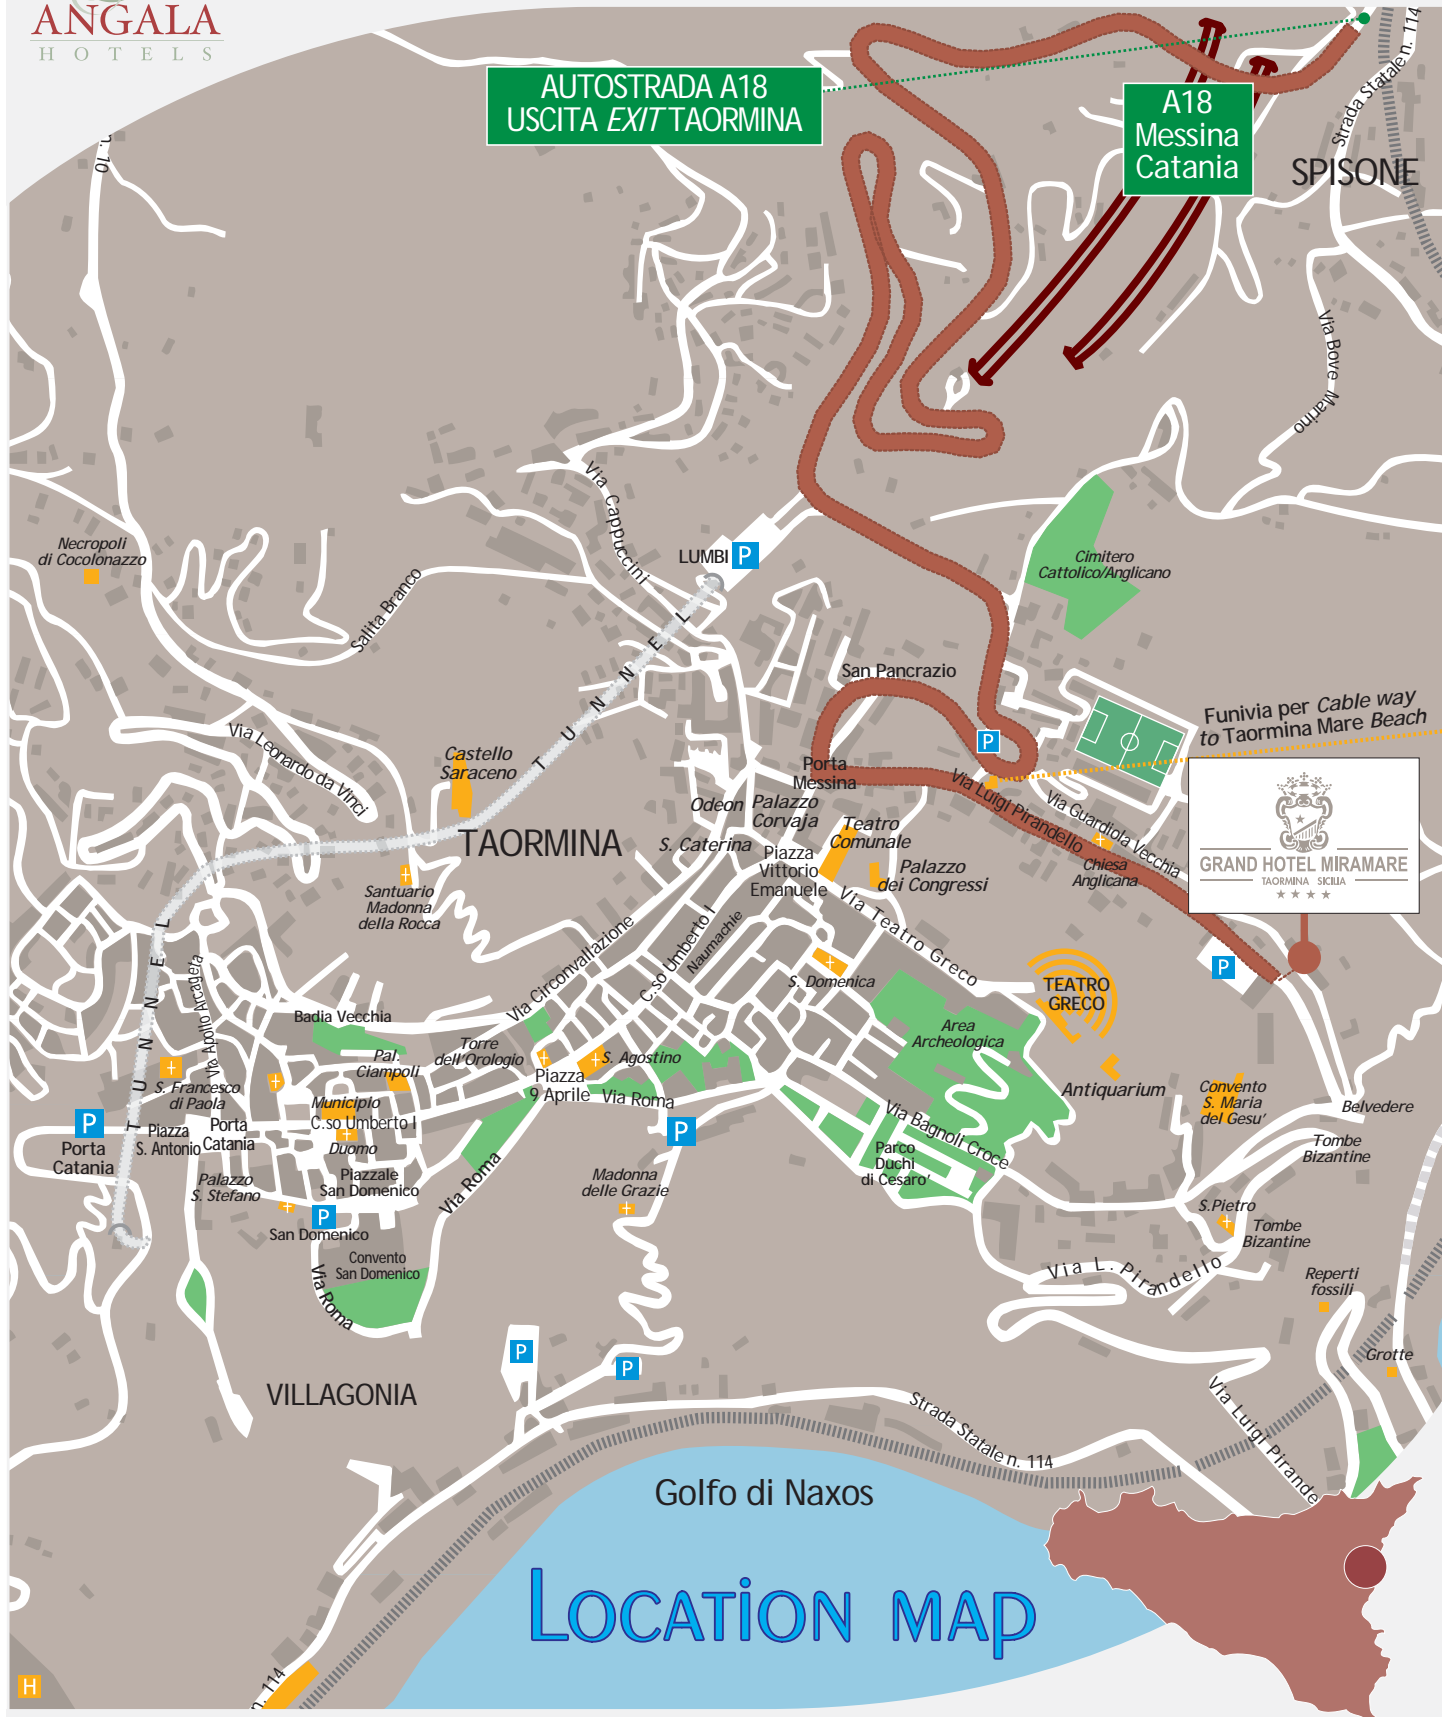 ANGALA
HOTELS
AUTOSTRADA A18
USCITA EXIT TAORMINA
A18
Messina
Catania
Strada Statale n. 114
SPISONE
n. 10
Via Bove Marino
Via Cappuccini
LUMBI P
Necropoli
di Cocolonazzo
Salita Branco
Cimitero
Cattolico/Anglicano
TUNNEL
San Pancrazio
Funivia per Cable way
to Taormina Mare Beach
P
Via Leonardo da Vinci
Castello
Saraceno
Porta
Messina
Via Luigi Pirandello
Via Guardiola Vecchia
GRAND HOTEL MIRAMARE
TAORMINA SICILIA
Odeon
Palazzo
Corvaja
TAORMINA
S. Caterina
Teatro
Comunale
Piazza
Vittorio
Emanuele
Palazzo
dei Congressi
Chiesa
Anglicana
Santuario
Madonna
della Rocca
Via Teatro Greco
C.so Umberto I
Naumachie
Via Circonvallazione
S. Domenica
P
TEATRO
GRECO
TUNNEL
Via Apollo Arcageta
Badia Vecchia
Torre
dell'Orologio
Area
Archeologica
Pal.
Ciampoli
S. Agostino
Piazza
9 Aprile
Via Roma
Antiquarium
Convento
S. Maria
del Gesu'
Belvedere
S. Francesco
di Paola
Municipio
C.so Umberto I
Duomo
P
Porta
Catania
Piazza
S. Antonio
Porta
Catania
P
Via Bagnoli Croce
Parco
Duchi
di Cesaro'
Tombe
Bizantine
Palazzo
S. Stefano
Piazzale
San Domenico
Via Roma
Madonna
delle Grazie
S.Pietro
Tombe
Bizantine
P
San Domenico
Convento
San Domenico
Via Roma
Via L. Pirandello
Reperti
fossili
Grotte
P
P
VILLAGONIA
Strada Statale n. 114
Via Luigi Pirande
Golfo di Naxos
LOCATION MAP
H
n. 114